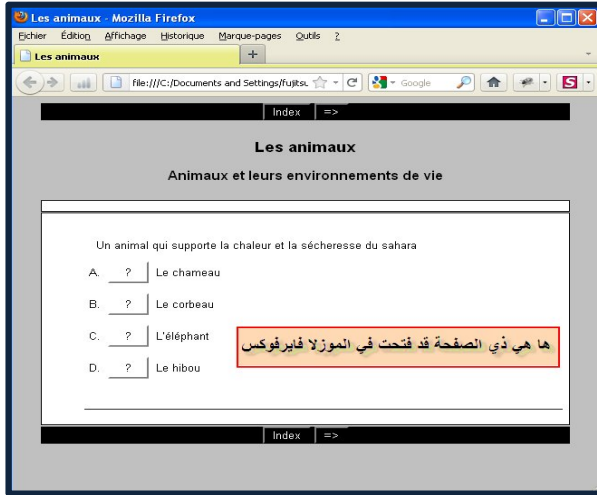 Les animaux - Mozilla Firefox
Fichier Édition Affichage Historique Marque-pages Outils ?
Les animaux +
file:///C:/Documents and Settings/fujitsu Google S
Index =>
Les animaux
Animaux et leurs environnements de vie
Un animal qui supporte la chaleur et la sécheresse du sahara
A. ? Le chameau
B. ? Le corbeau
C. ? L'éléphant
ها هي ذي الصفحة قد فتحت في الموزلا فايرفوكس
D. ? Le hibou
Index =>